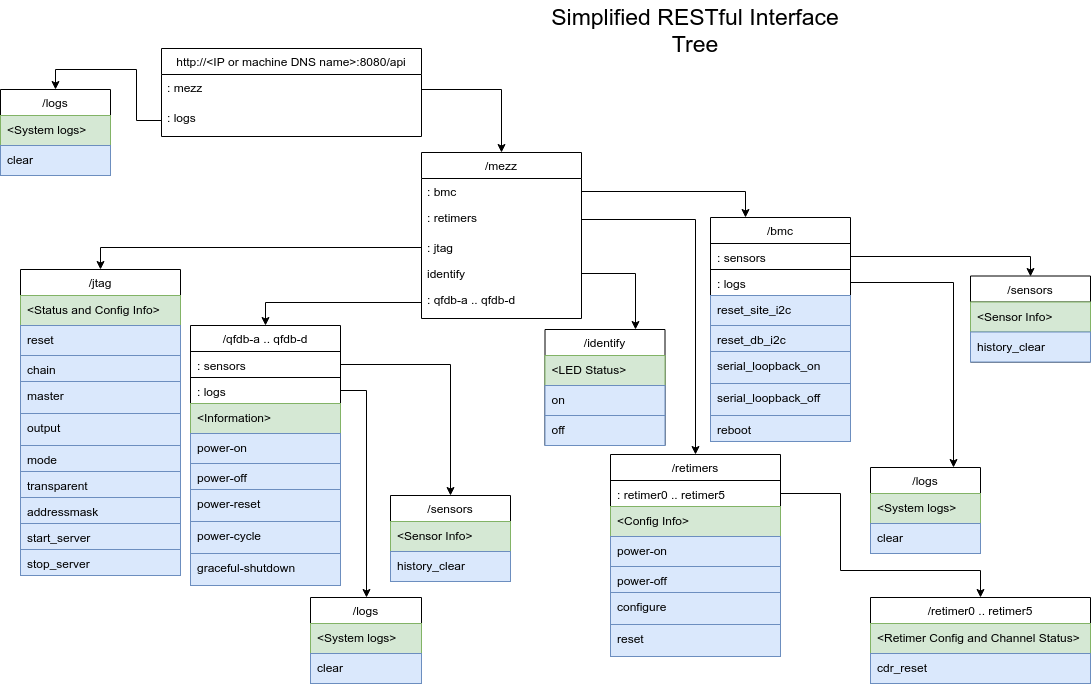 Simplified RESTful Interface
Tree
http://<IP or machine DNS name>:8080/api
: mezz
: logs
/logs
<System logs>
clear
/mezz
: bmc
: retimers
: jtag
identify
: qfdb-a .. qfdb-d
/bmc
: sensors
: logs
reset_site_i2c
reset_db_i2c
serial_loopback_on
serial_loopback_off
reboot
/sensors
<Sensor Info>
history_clear
/jtag
<Status and Config Info>
reset
chain
master
output
mode
transparent
addressmask
start_server
stop_server
/qfdb-a .. qfdb-d
: sensors
: logs
<Information>
power-on
power-off
power-reset
power-cycle
graceful-shutdown
/identify
<LED Status>
on
off
/retimers
: retimer0 .. retimer5
<Config Info>
power-on
power-off
configure
reset
/logs
<System logs>
clear
/sensors
<Sensor Info>
history_clear
/logs
<System logs>
clear
/retimer0 .. retimer5
<Retimer Config and Channel Status>
cdr_reset